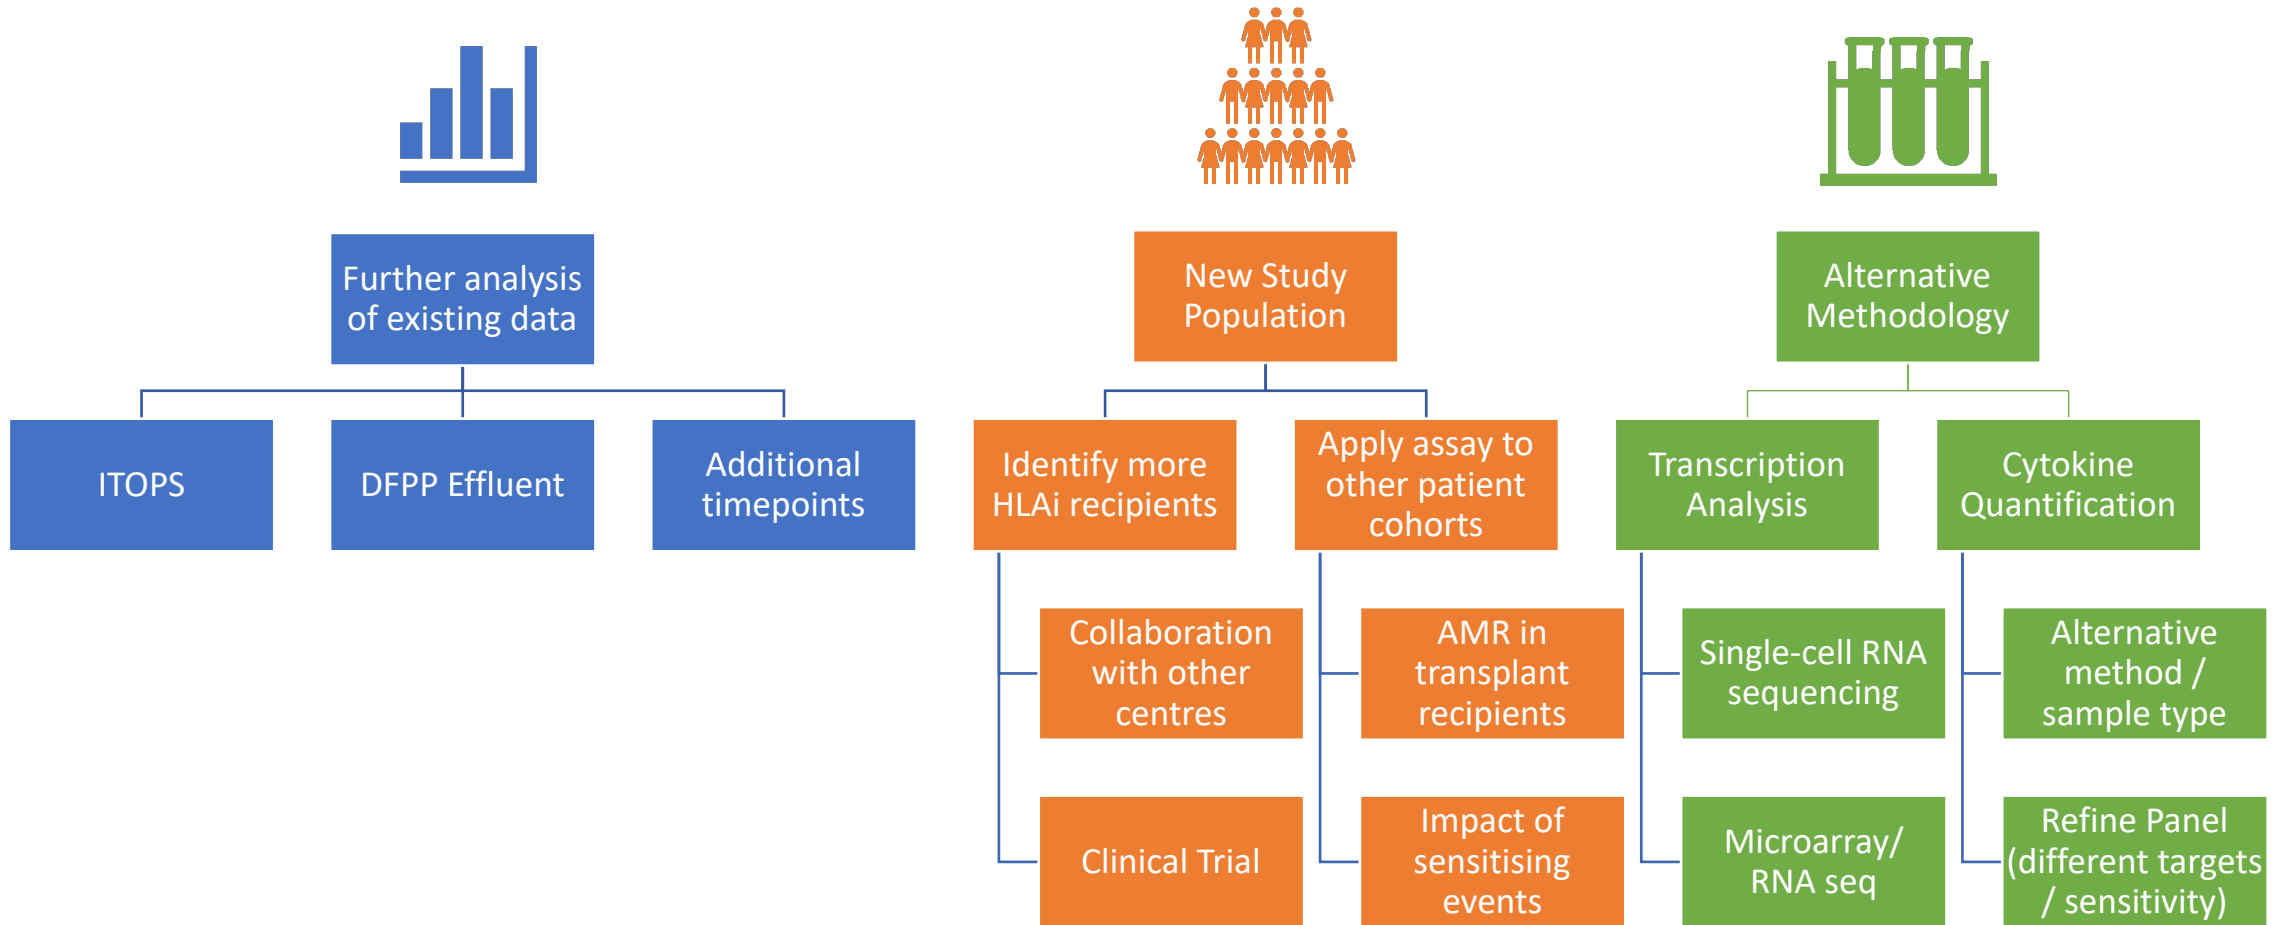 Further analysis
of existing data
ITOPS
DFPP Effluent
Additional
timepoints
New Study
Population
Identify more
HLAi recipients
Collaboration
with other
centres
Clinical Trial
Apply assay to
other patient
cohorts
AMR in
transplant
recipients
Impact of
sensitising
events
Alternative
Methodology
Transcription
Analysis
Single-cell RNA
sequencing
Microarray/
RNA seq
Cytokine
Quantification
Alternative
method /
sample type
Refine Panel
(different targets
/ sensitivity)